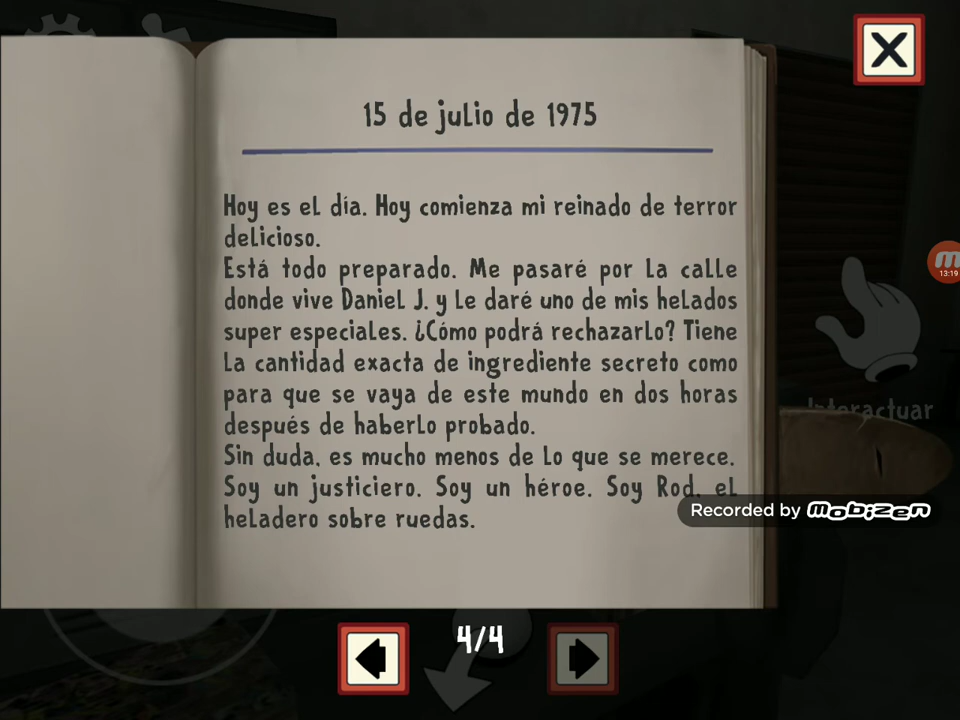 15 de julio de 1975
Hoy es el día. Hoy comienza mi reinado de terror
delicioso.
Está todo preparado. Me pasaré por la calle
donde vive Daniel J. y le daré uno de mis helados
super especiales. ¿Cómo podrá rechazarlo? Tiene
la cantidad exacta de ingrediente secreto como
para que se vaya de este mundo en dos horas
después de haberlo probado.
Sin duda, es mucho menos de lo que se merece.
Soy un justiciero. Soy un héroe. Soy Rod, el
heladero sobre ruedas.
13:19
Interactuar
Recorded by mobizen
4/4